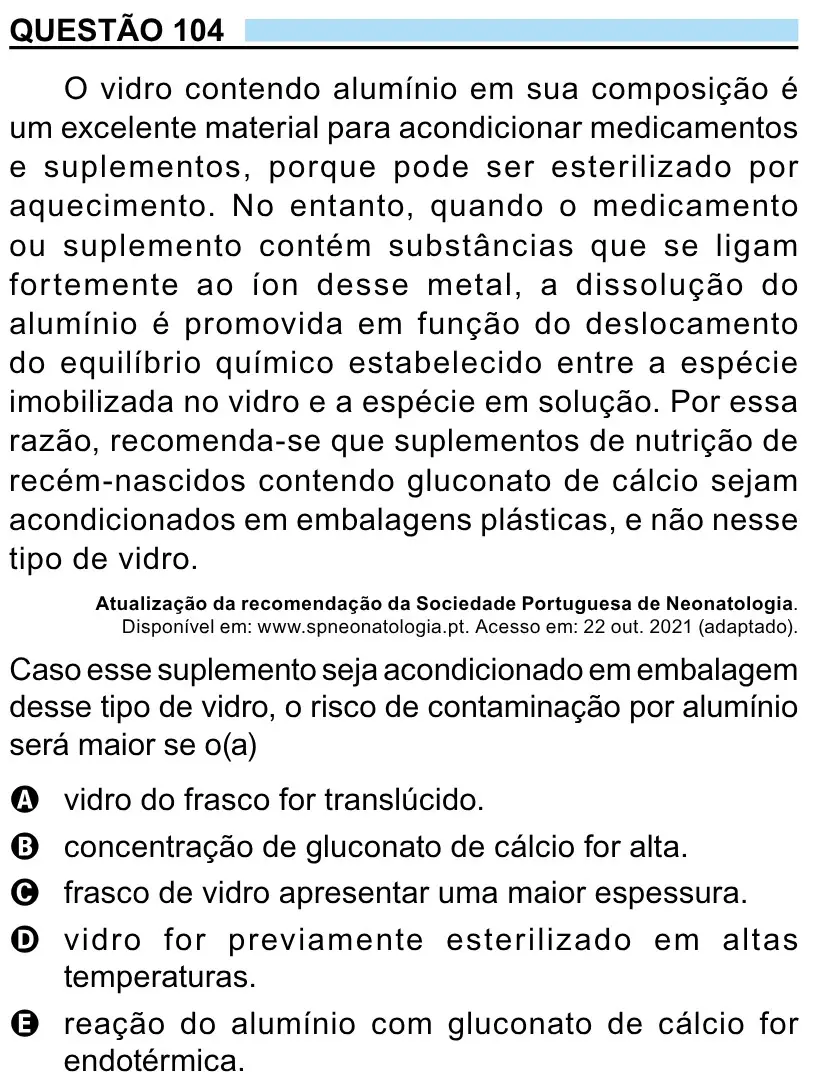 QUESTÃO 104
O vidro contendo alumínio em sua composição é
um excelente material para acondicionar medicamentos
e suplementos, porque pode ser esterilizado por
aquecimento. No entanto, quando o medicamento
ou suplemento contém substâncias que se ligam
fortemente ao íon desse metal, a dissolução do
alumínio é promovida em função do deslocamento
do equilíbrio químico estabelecido entre a espécie
imobilizada no vidro e a espécie em solução. Por essa
razão, recomenda-se que suplementos de nutrição de
recém-nascidos contendo gluconato de cálcio sejam
acondicionados em embalagens plásticas, e não nesse
tipo de vidro.
Atualização da recomendação da Sociedade Portuguesa de Neonatologia.
Disponível em: www.spneonatologia.pt. Acesso em: 22 out. 2021 (adaptado).
Caso esse suplemento seja acondicionado em embalagem
desse tipo de vidro, o risco de contaminação por alumínio
será maior se o(a)
A vidro do frasco for translúcido.
B concentração de gluconato de cálcio for alta.
C frasco de vidro apresentar uma maior espessura.
D vidro for previamente esterilizado em altas
temperaturas.
E reação do alumínio com gluconato de cálcio for
endotérmica.